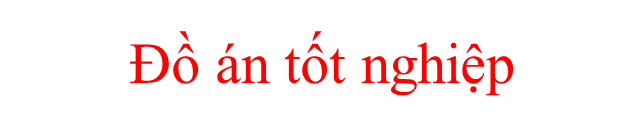 Đồ án tốt nghiệp